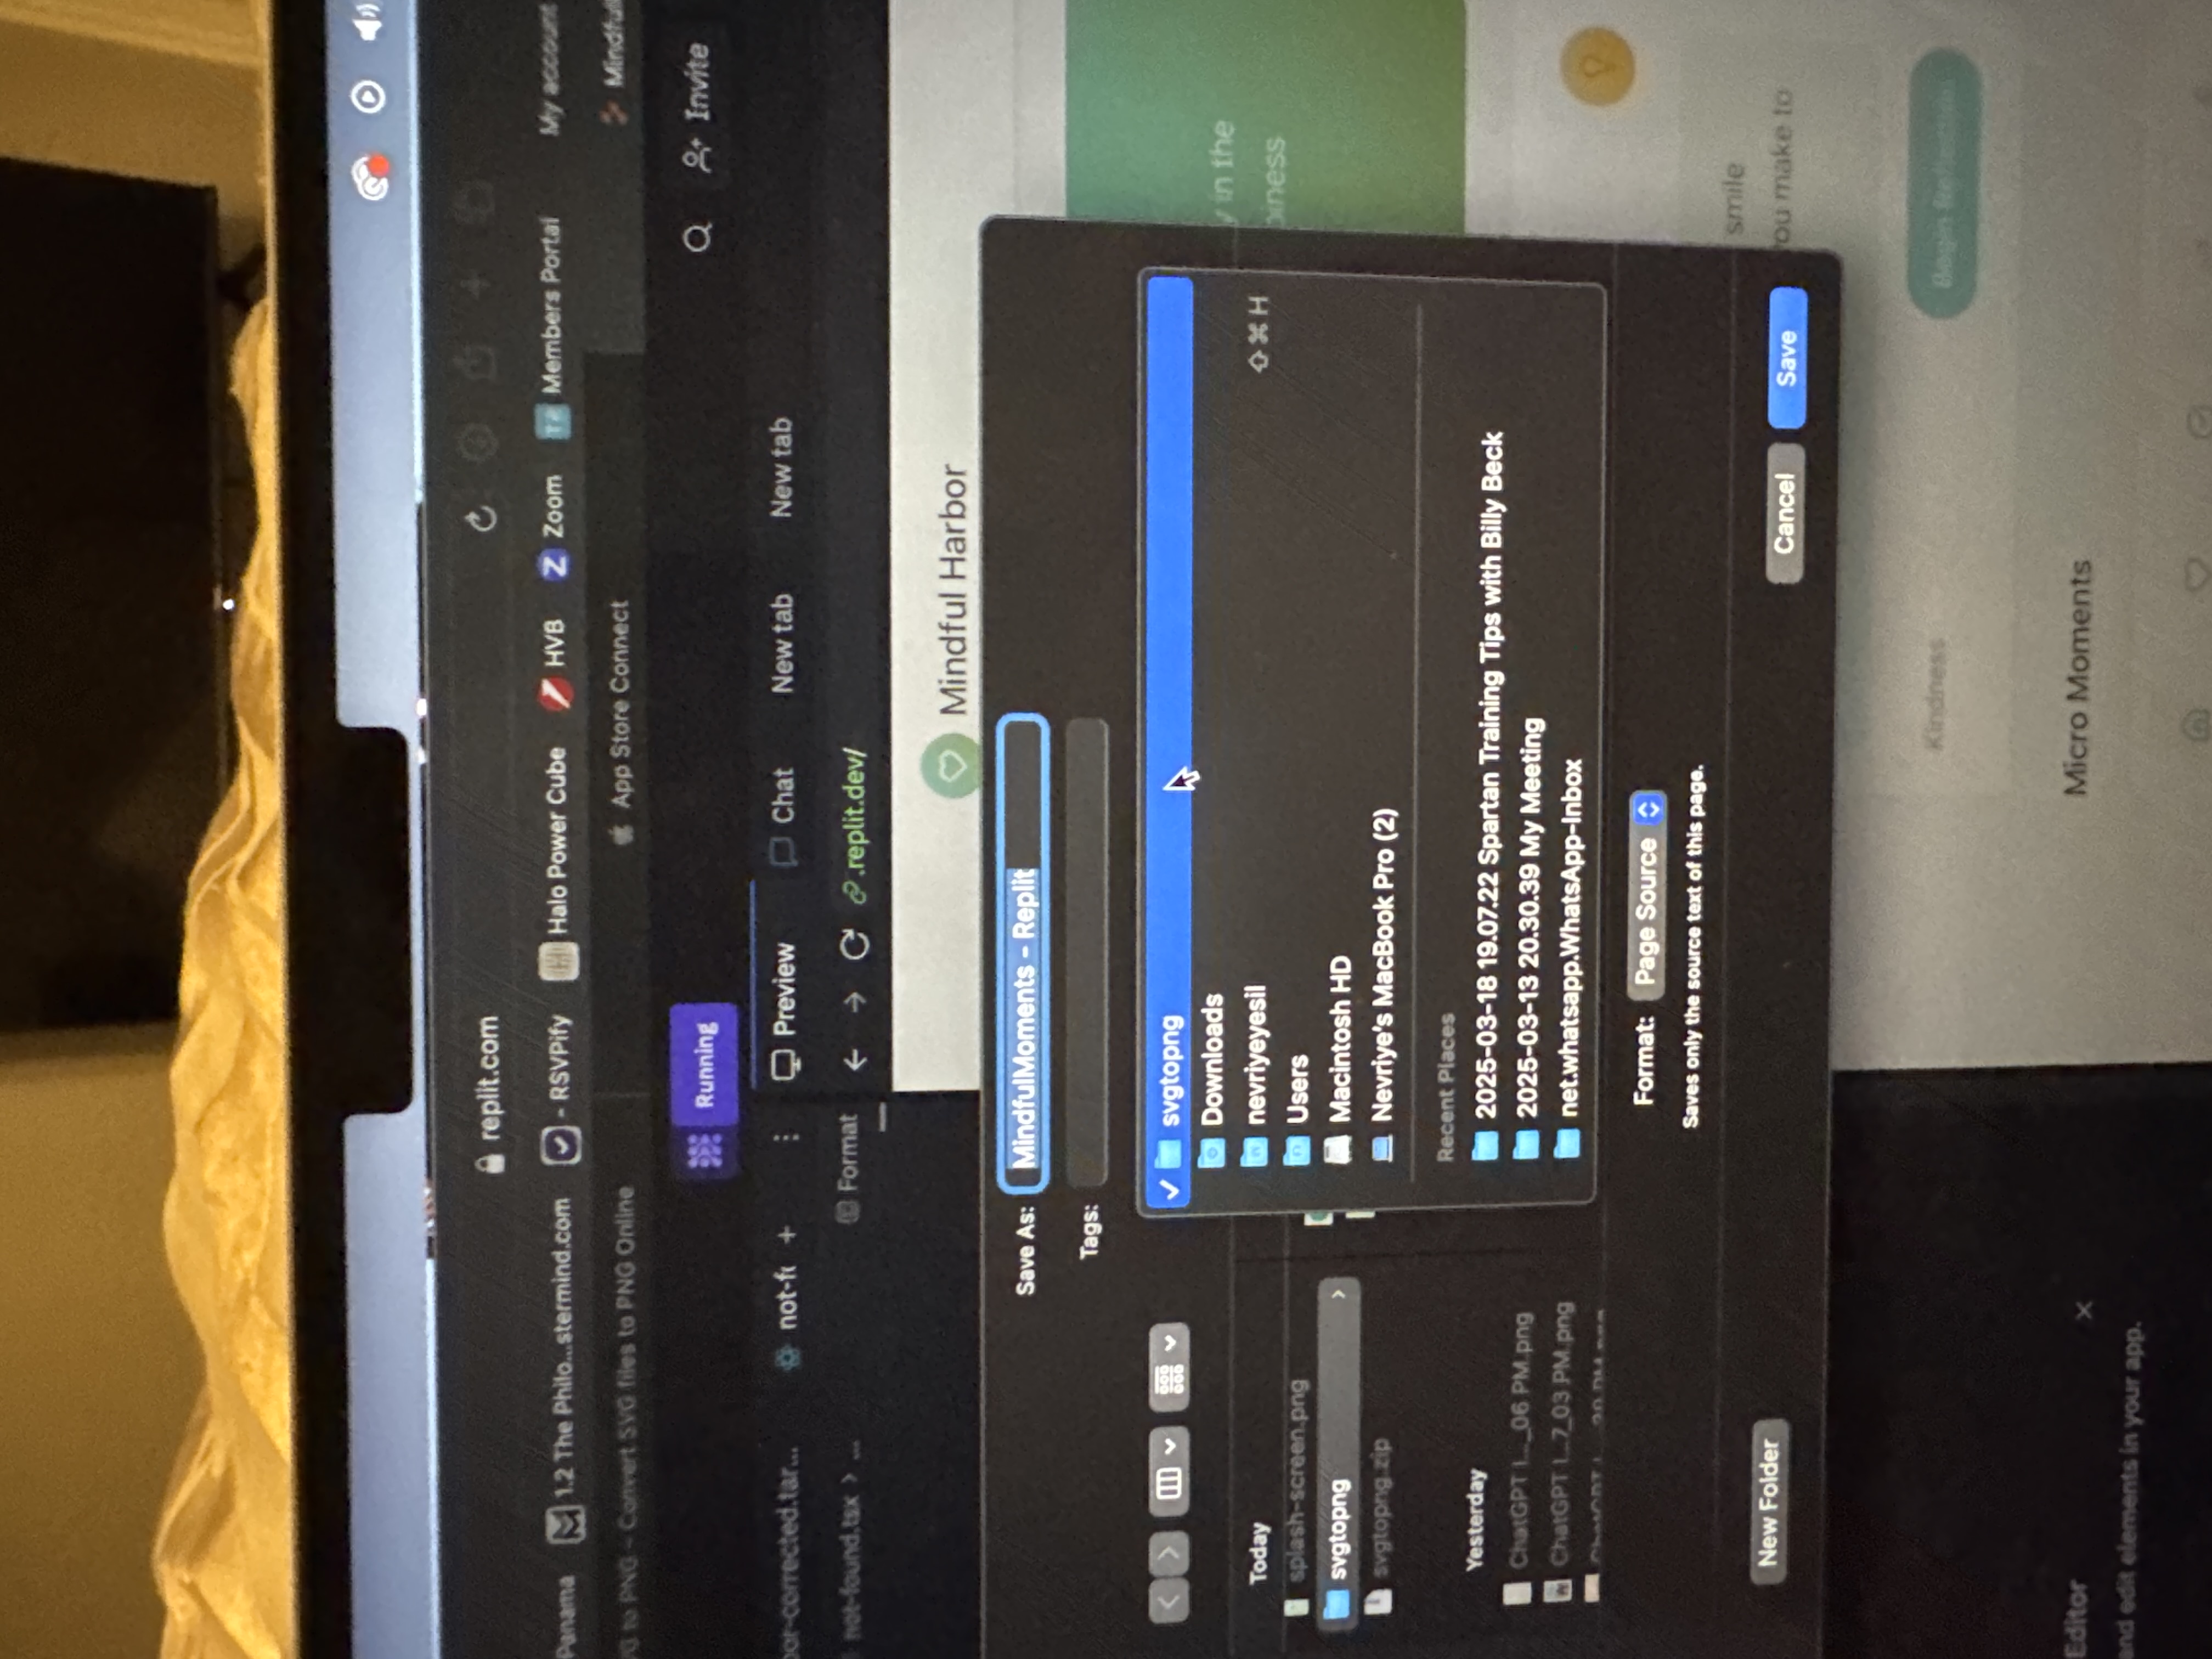 replit.com
Panama
1.2 The Philo...stermind.com
- RSVPify
Halo Power Cube
HVB
Zoom
Members Portal
My account
G to PNG – Convert SVG files to PNG Online
App Store Connect
Mindful
Running
Invite
or-corrected.tar...
not-f
Preview
Chat
New tab
New tab
not-found.tsx > ...
Format
.replit.dev/
Mindful Harbor
Save As:
MindfulMoments – Replit
Tags:
svgtopng
Downloads
nevriyeyesil
⇧⌘H
Users
Macintosh HD
Nevriye's MacBook Pro (2)
Recent Places
2025-03-18 19.07.22 Spartan Training Tips with Billy Beck
2025-03-13 20.30.39 My Meeting
net.whatsapp.WhatsApp-Inbox
Today
splash-screen.png
svgtopng
svgtopng.zip
Yesterday
ChatGPT I..._06 PM.png
ChatGPT I...7_03 PM.png
y in the
piness
Format:
Page Source
Saves only the source text of this page.
New Folder
Cancel
Save
smile
you make to
Kindness
Begin Reflection
Editor
and edit elements in your app.
Micro Moments